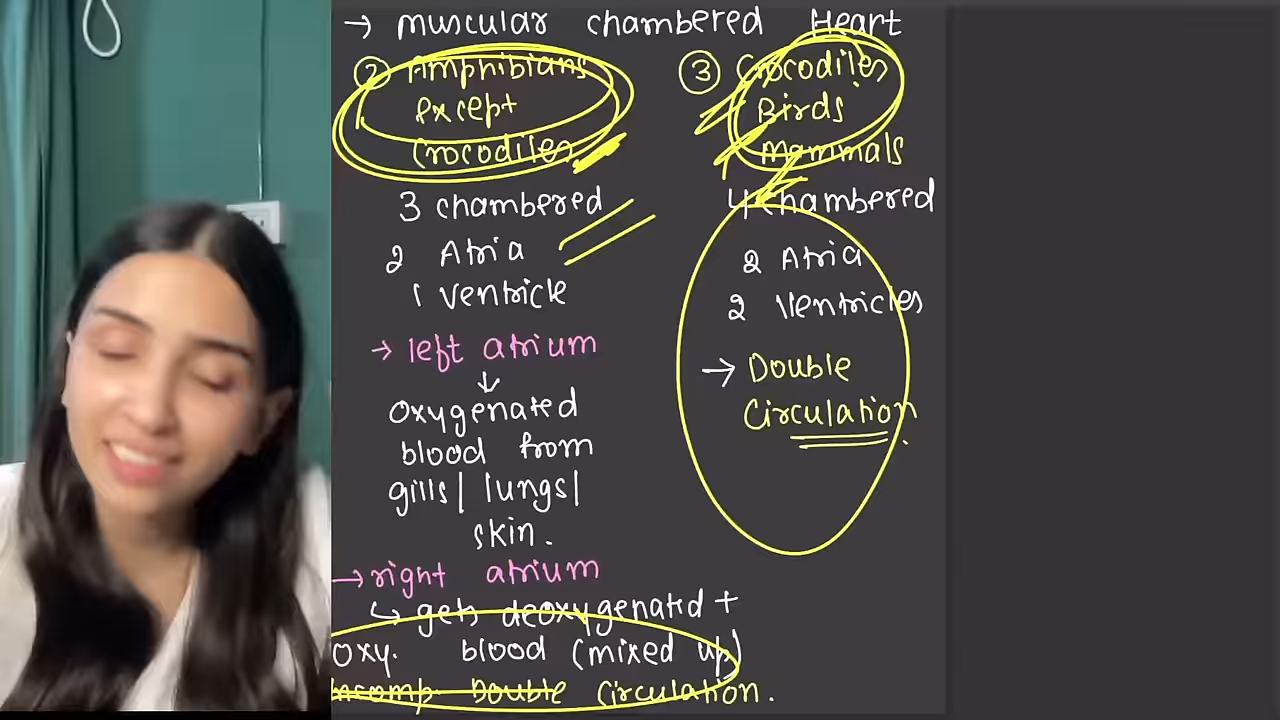 → muscular chambered Heart
② Amphibians
except
Crocodiles
3 chambered
2 Atria
1 ventricle
→ left atrium
↓
Oxygenated
blood from
gills/ lungs/
skin.
→ right atrium
↳ gets deoxygenated +
oxy. blood (mixed up)
incomp. Double Circulation.
③ Crocodiles
Birds
Mammals
4 chambered
2 Atria
2 Ventricles
→ Double
Circulation.